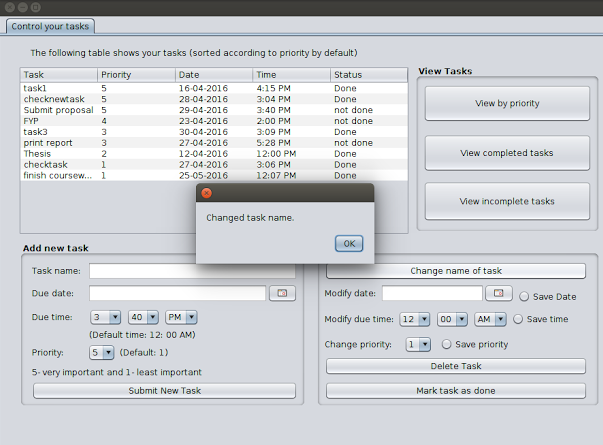 Control your tasks
The following table shows your tasks (sorted according to priority by default)
Task Priority Date Time Status
task1 5 16-04-2016 4:15 PM Done
checknewtask 5 28-04-2016 3:04 PM Done
Submit proposal 5 29-04-2016 3:40 PM not done
FYP 4 23-04-2016 2:00 PM not done
task3 3 30-04-2016 3:09 PM Done
print report 3 27-04-2016 5:28 PM not done
Thesis 2 12-04-2016 12:00 PM Done
checktask 1 27-04-2016 3:06 PM Done
finish coursew... 1 25-05-2016 12:07 PM Done
View Tasks
View by priority
View completed tasks
View incomplete tasks
Changed task name.
OK
Add new task
Task name:
Due date:
Due time: 3 40 PM
(Default time: 12: 00 AM)
Priority: 5 (Default: 1)
5- very important and 1- least important
Submit New Task
Change name of task
Modify date: Save Date
Modify due time: 12 00 AM Save time
Change priority: 1 Save priority
Delete Task
Mark task as done